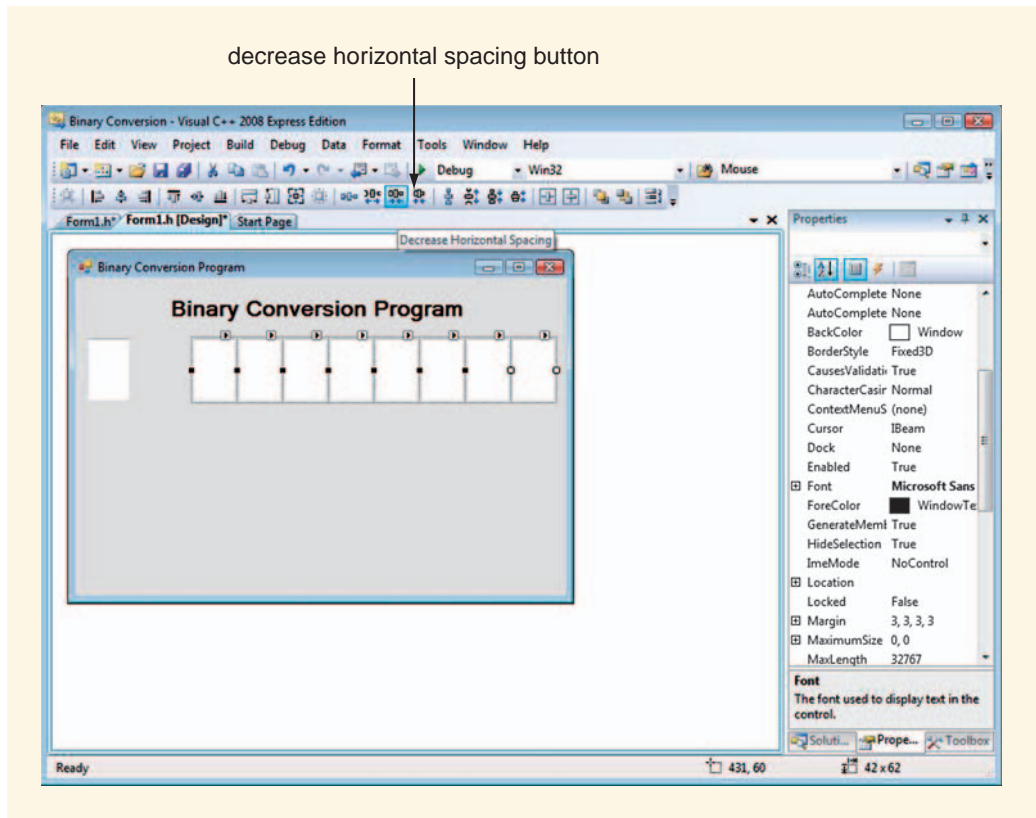 decrease horizontal spacing button
Binary Conversion - Visual C++ 2008 Express Edition
File Edit View Project Build Debug Data Format Tools Window Help
Debug Win32 Mouse
Form1.h* Form1.h [Design]* Start Page
Decrease Horizontal Spacing
Binary Conversion Program
Binary Conversion Program
Properties
AutoComplete None
AutoComplete None
BackColor Window
BorderStyle Fixed3D
CausesValidati True
CharacterCasin Normal
ContextMenuS (none)
Cursor IBeam
Dock None
Enabled True
Font Microsoft Sans
ForeColor WindowTe
GenerateMemb True
HideSelection True
ImeMode NoControl
Location
Locked False
Margin 3, 3, 3, 3
MaximumSize 0, 0
MaxLength 32767
Font
The font used to display text in the
control.
Soluti... Prope... Toolbox
Ready 431, 60 42 x 62